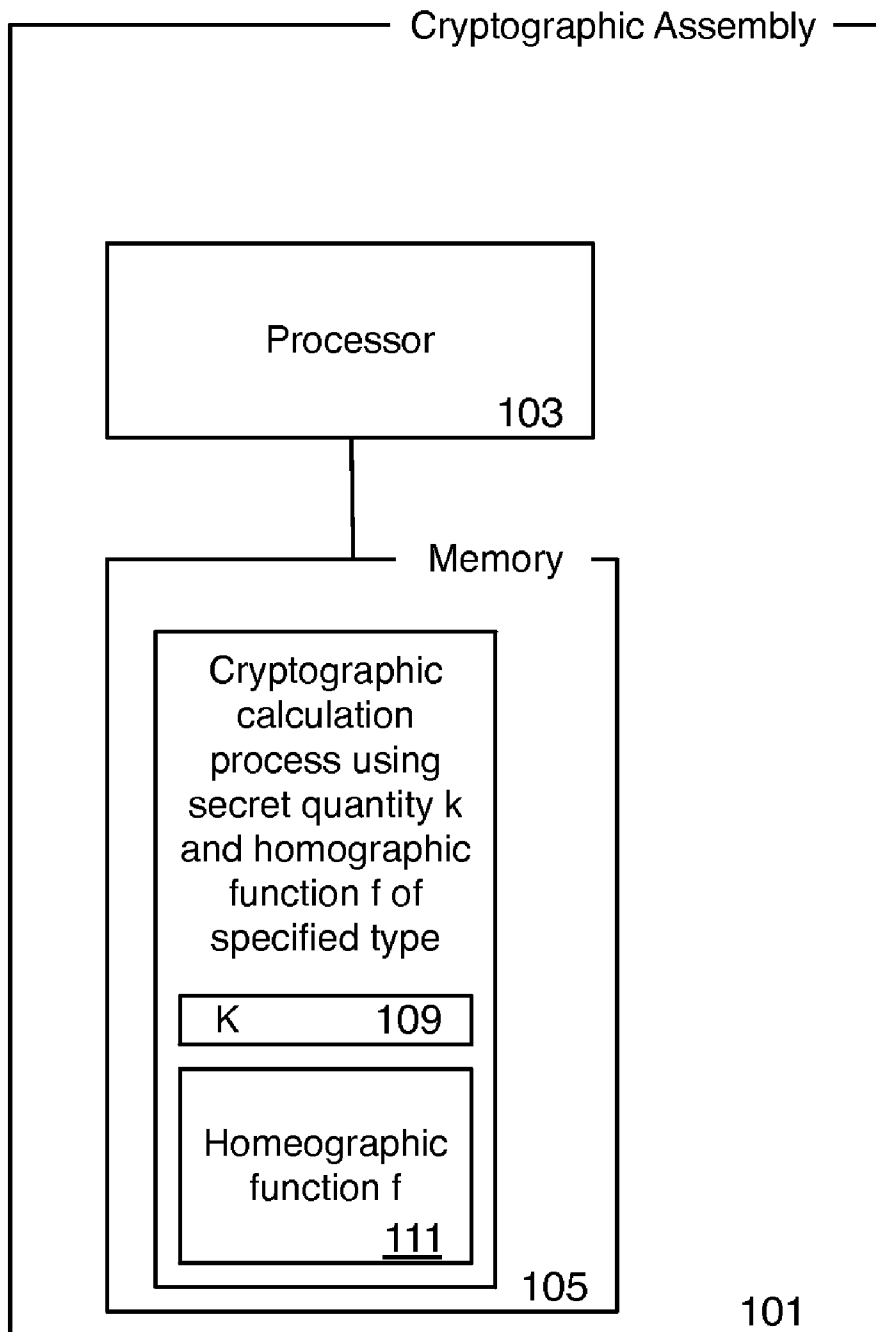 Cryptographic Assembly
Processor
103
Memory
Cryptographic
calculation
process using
secret quantity k
and homographic
function f of
specified type
K 109
Homeographic
function f
111
105
101